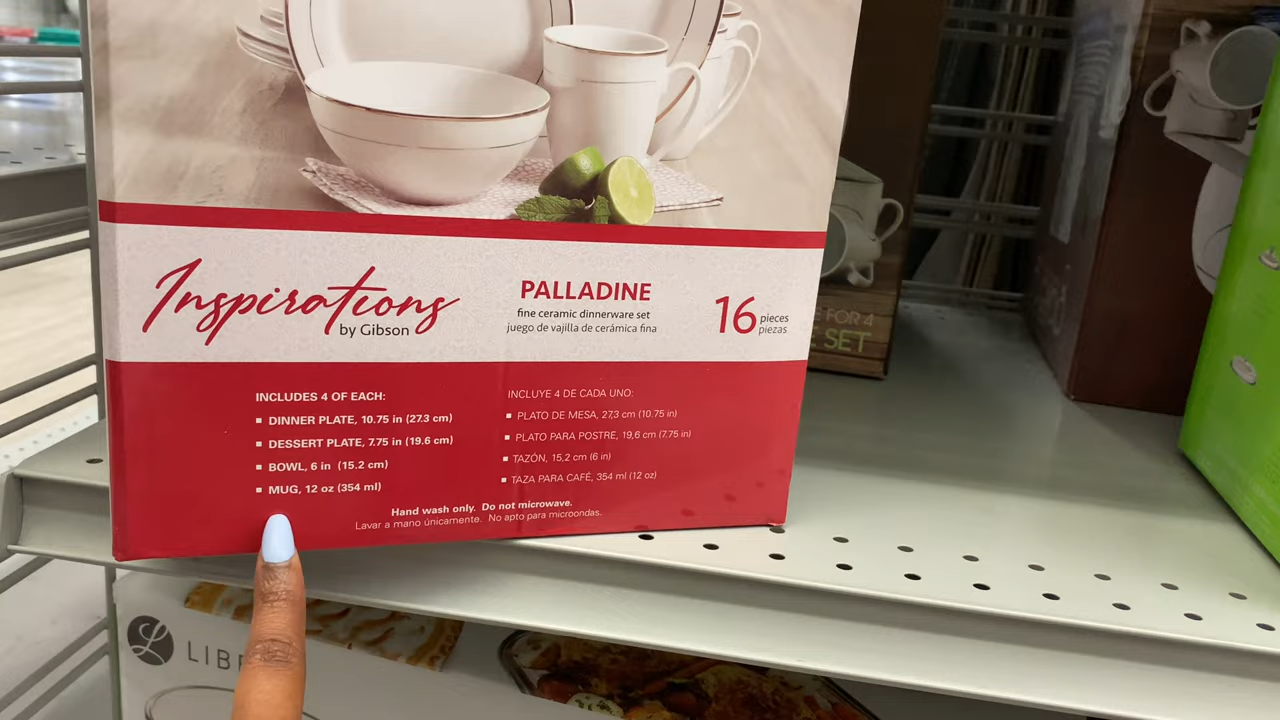 Inspirations
by Gibson
PALLADINE
fine ceramic dinnerware set
juego de vajilla de cerámica fina
16 pieces
piezas
INCLUDES 4 OF EACH:
▪ DINNER PLATE, 10.75 in (27.3 cm)
▪ DESSERT PLATE, 7.75 in (19.6 cm)
▪ BOWL, 6 in (15.2 cm)
▪ MUG, 12 oz (354 ml)
INCLUYE 4 DE CADA UNO:
▪ PLATO DE MESA, 27,3 cm (10.75 in)
▪ PLATO PARA POSTRE, 19,6 cm (7.75 in)
▪ TAZÓN, 15,2 cm (6 in)
▪ TAZA PARA CAFÉ, 354 ml (12 oz)
Hand wash only. Do not microwave.
Lavar a mano únicamente. No apto para microondas.
FOR 4
SET